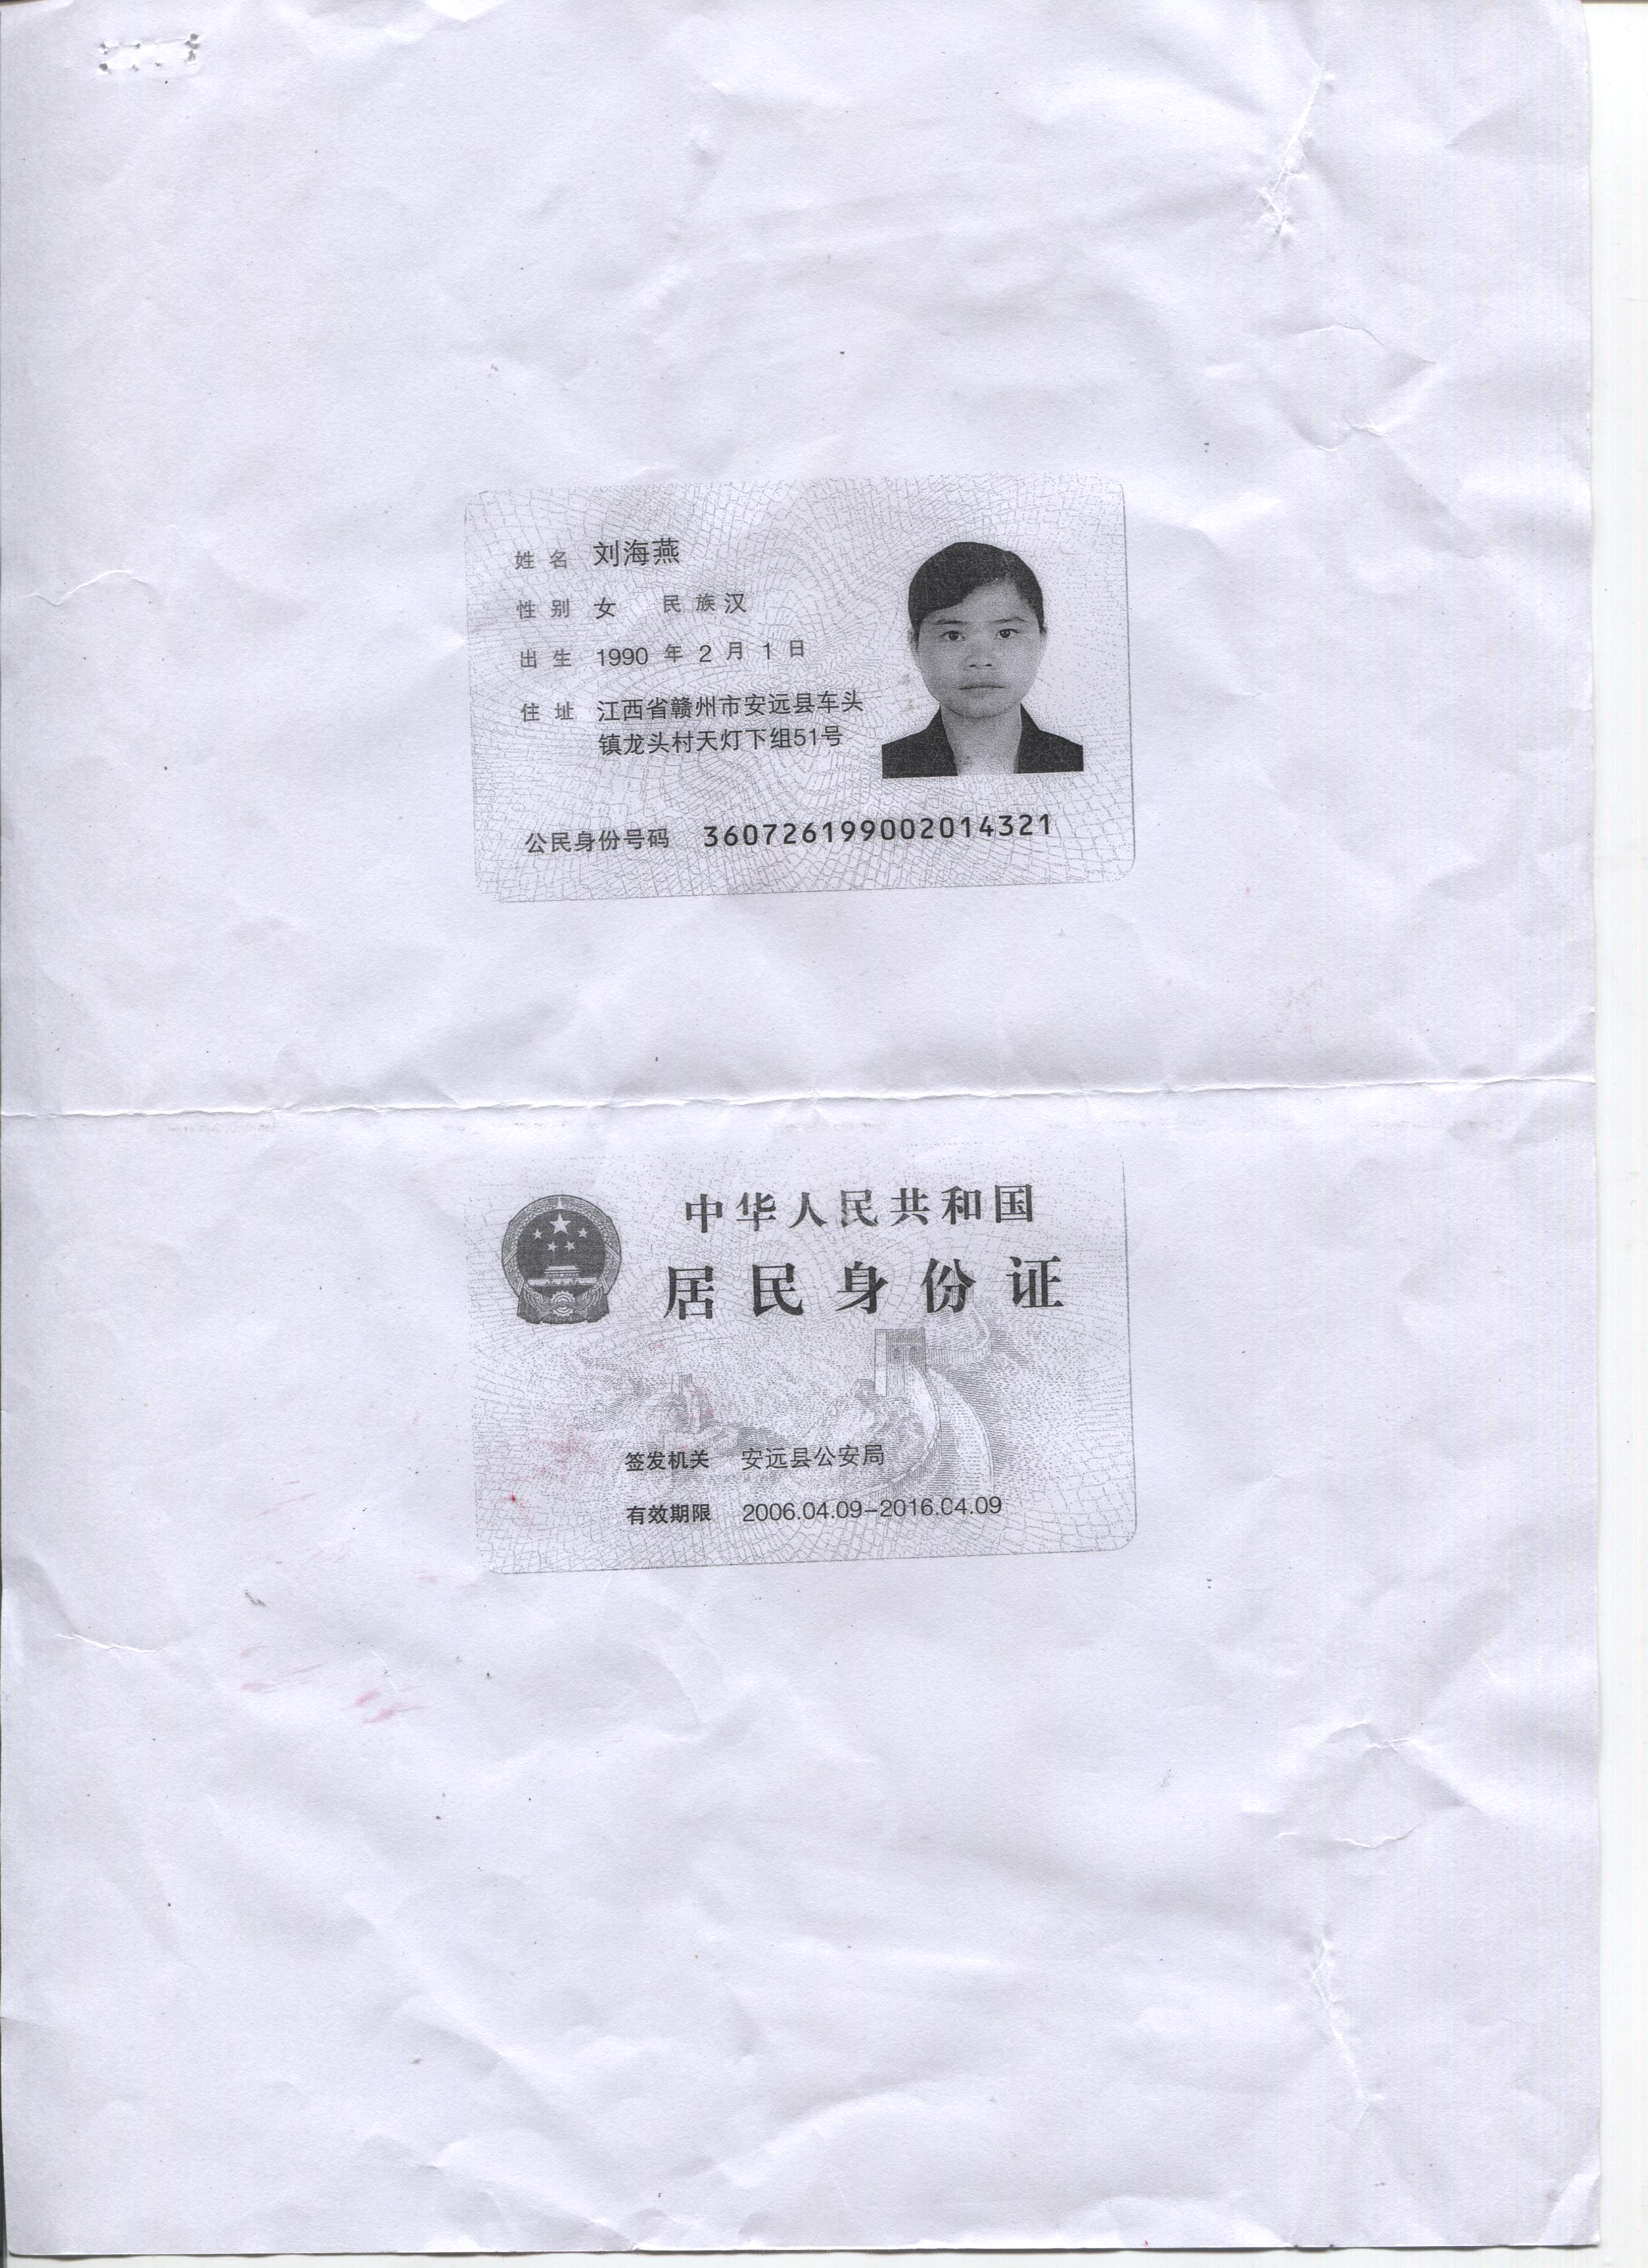 姓名 刘海燕
性别 女 民族 汉
出生 1990 年 2 月 1 日
住址 江西省赣州市安远县车头
镇龙头村天灯下组51号
公民身份号码 360726199002014321
中华人民共和国
居民身份证
签发机关 安远县公安局
有效期限 2006.04.09-2016.04.09